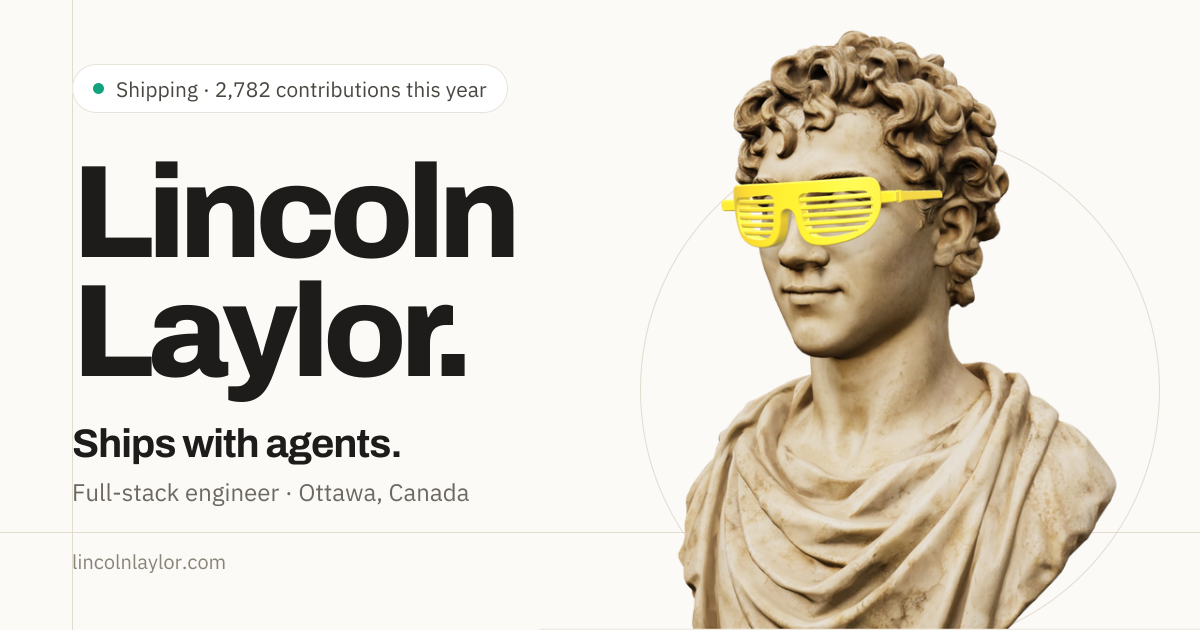 Shipping · 2,782 contributions this year
Lincoln
Laylor.
Ships with agents.
Full-stack engineer · Ottawa, Canada
lincolnlaylor.com